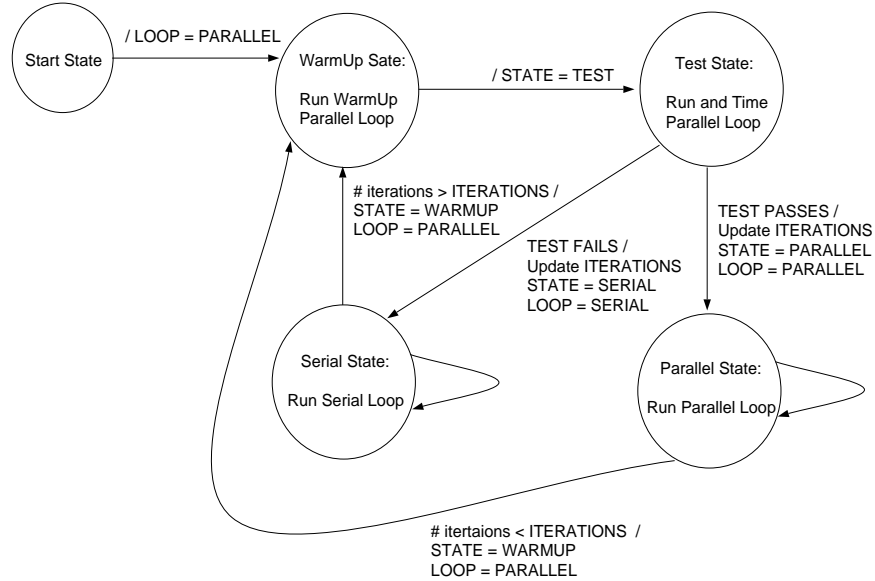 / LOOP = PARALLEL
Start State
WarmUp Sate:
Run WarmUp
Parallel Loop
/ STATE = TEST
Test State:
Run and Time
Parallel Loop
# iterations > ITERATIONS /
STATE = WARMUP
LOOP = PARALLEL
TEST FAILS /
Update ITERATIONS
STATE = SERIAL
LOOP = SERIAL
TEST PASSES /
Update ITERATIONS
STATE = PARALLEL
LOOP = PARALLEL
Serial State:
Run Serial Loop
Parallel State:
Run Parallel Loop
# itertaions < ITERATIONS /
STATE = WARMUP
LOOP = PARALLEL